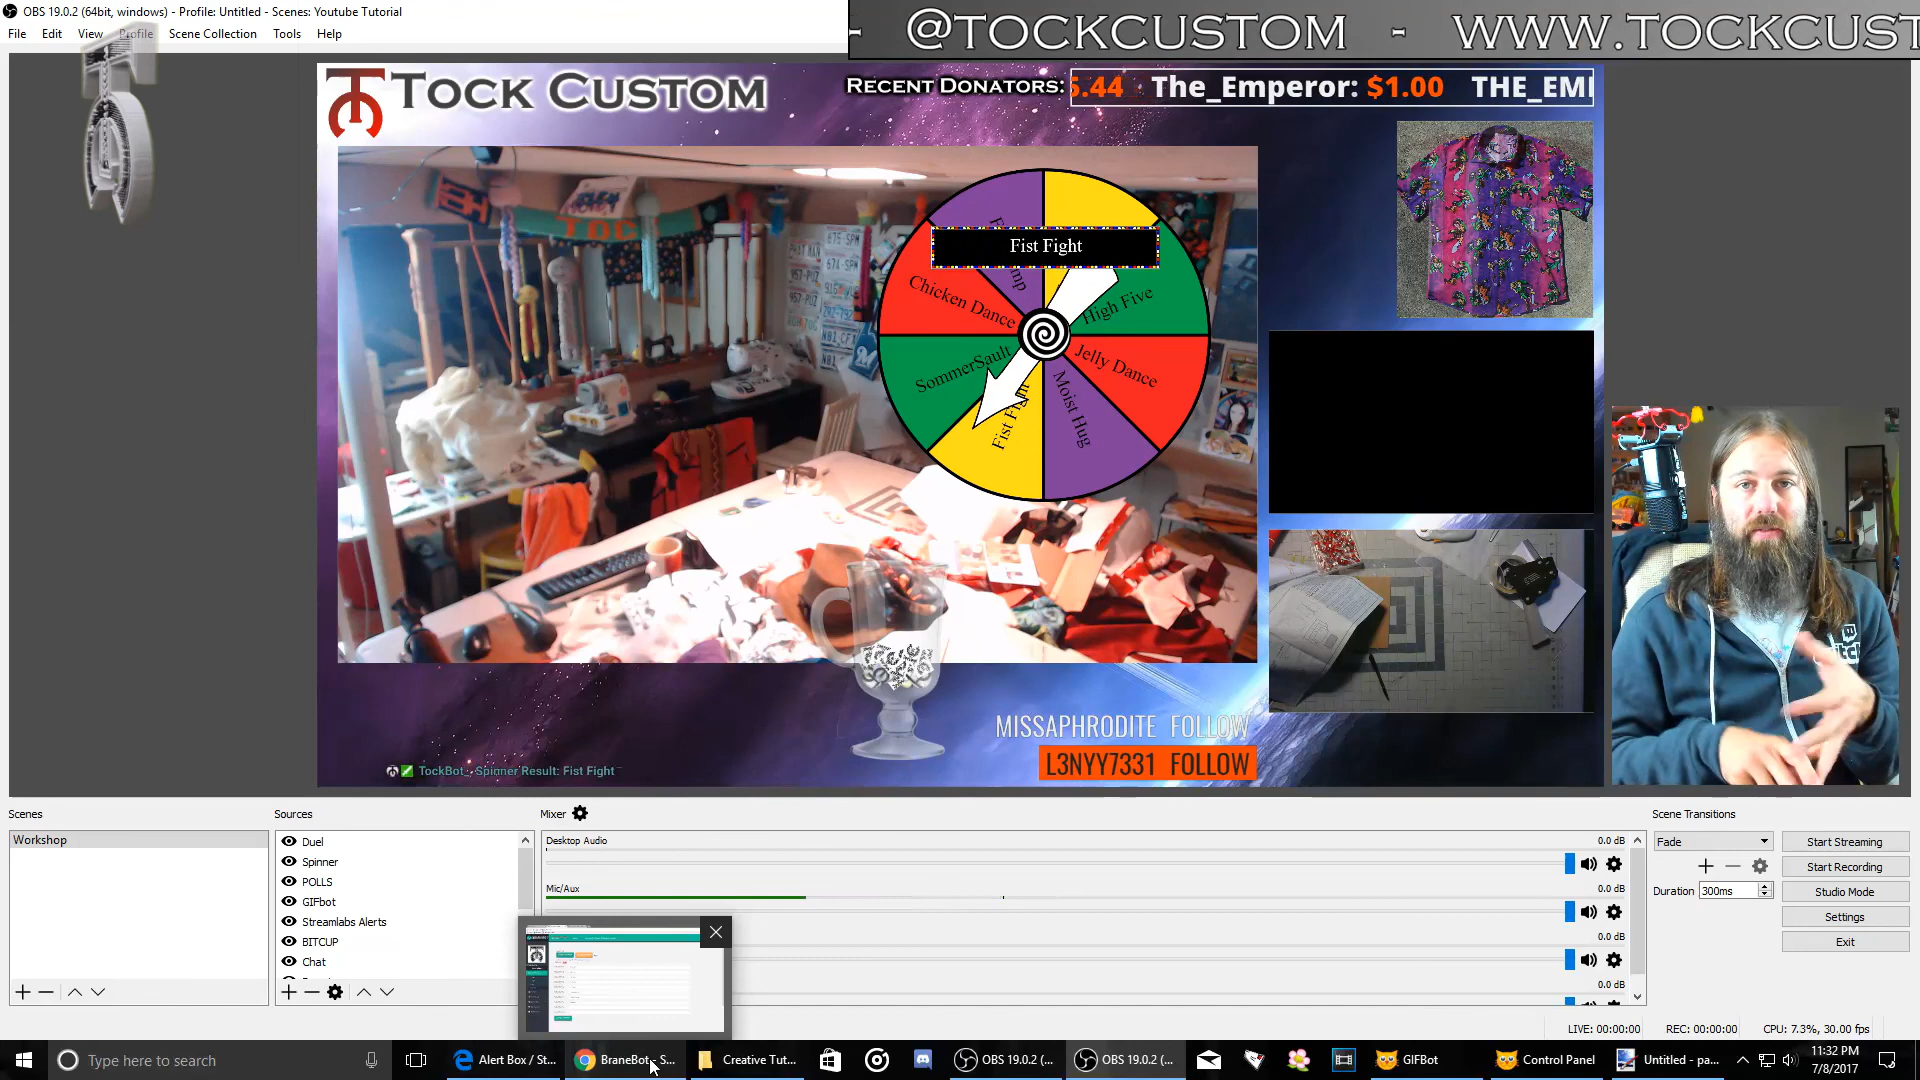 OBS 19.0.2 (64bit, windows) - Profile: Untitled - Scenes: Youtube Tutorial
- @TOCKCUSTOM - WWW.TOCKCUST
File Edit View Profile Scene Collection Tools Help
TOCK CUSTOM
RECENT DONATORS: 5.44 The_Emperor: $1.00 THE_EM
Fist Fight
Chicken Dance
High Five
SommerSault
Jelly Dance
Fist Fight
Moist Hug
MISSAPHRODITE FOLLOW
L3NYY7331 FOLLOW
TockBot_: Spinner Result: Fist Fight
Scenes
Workshop
Sources
Duel
Spinner
POLLS
GIFbot
Streamlabs Alerts
BITCUP
Chat
Mixer
Desktop Audio 0.0 dB
Mic/Aux 0.0 dB
0.0 dB
0.0 dB
Scene Transitions
Fade
Duration 300ms
Start Streaming
Start Recording
Studio Mode
Settings
Exit
LIVE: 00:00:00 REC: 00:00:00 CPU: 7.3%, 30.00 fps
Type here to search
Alert Box / St...
BraneBot - S...
Creative Tut...
OBS 19.0.2 (...
OBS 19.0.2 (...
GIFBot
Control Panel
Untitled - pa...
11:32 PM
7/8/2017